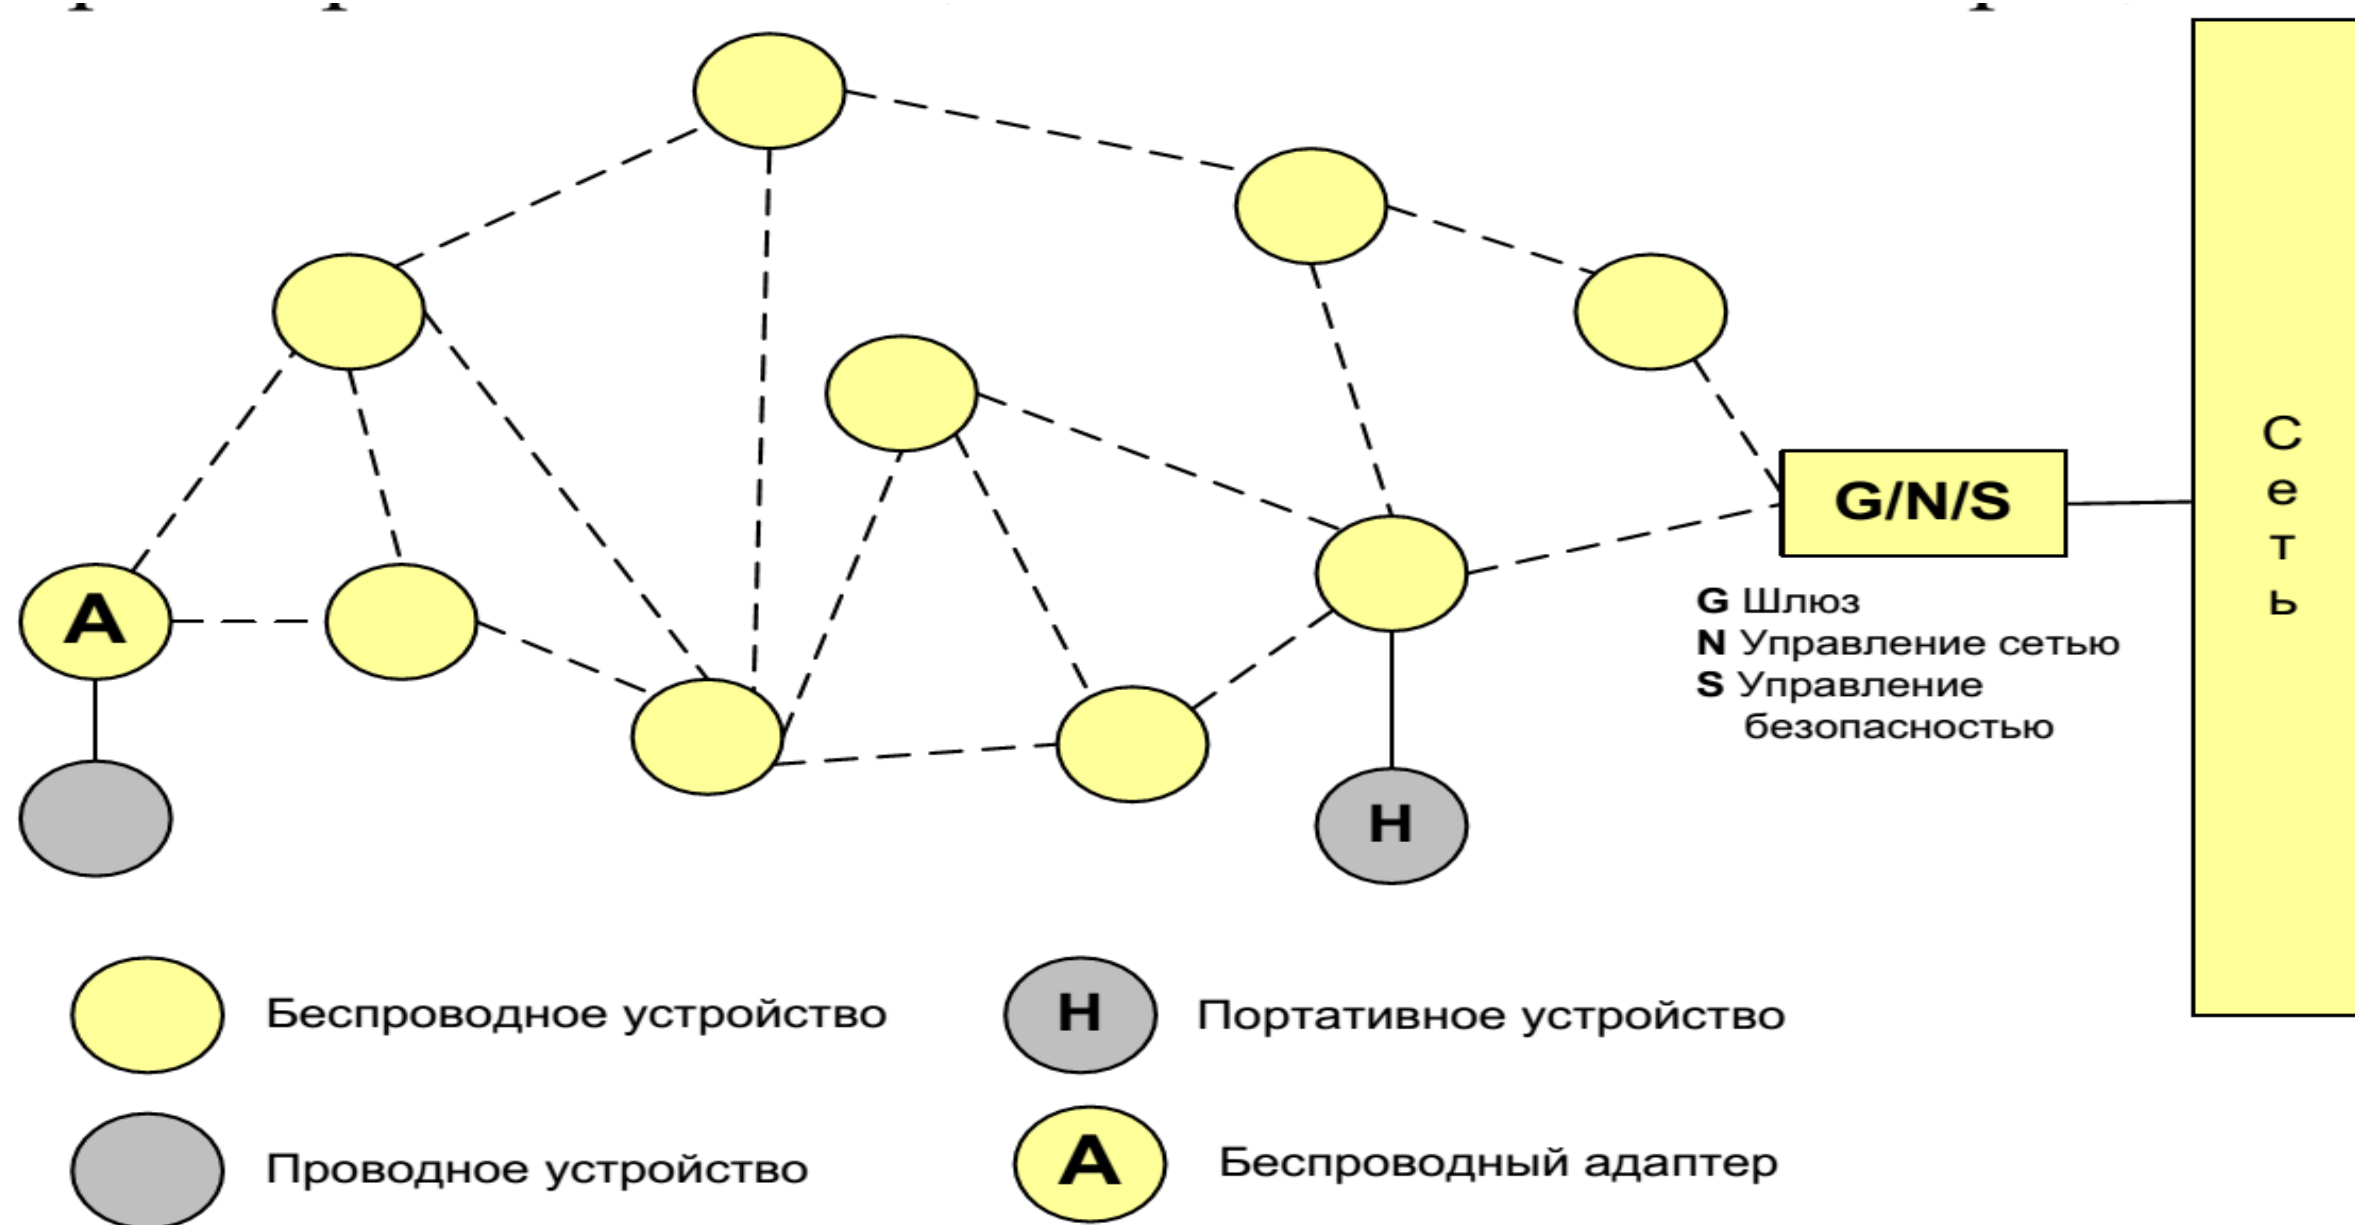 A
G/N/S
G Шлюз
N Управление сетью
S Управление
безопасностью
H
С
е
т
ь
Беспроводное устройство
H Портативное устройство
Проводное устройство
A Беспроводный адаптер